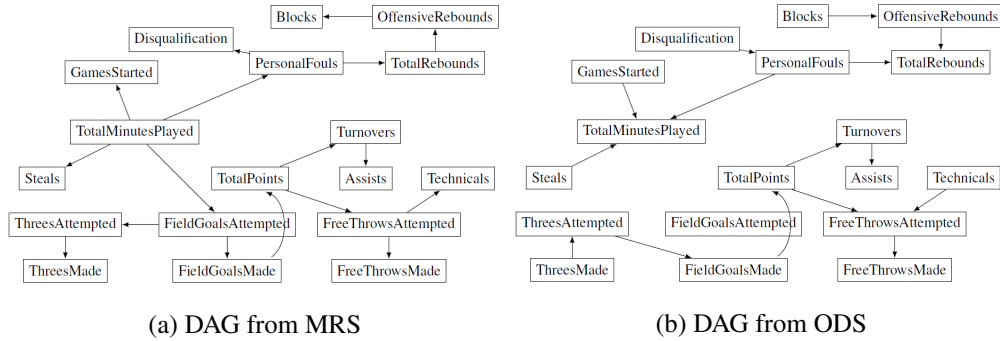 Blocks
OffensiveRebounds
Disqualification
PersonalFouls
TotalRebounds
GamesStarted
TotalMinutesPlayed
Turnovers
Steals
TotalPoints
Assists
Technicals
ThreesAttempted
FieldGoalsAttempted
FreeThrowsAttempted
ThreesMade
FieldGoalsMade
FreeThrowsMade
(a) DAG from MRS
Blocks
OffensiveRebounds
Disqualification
PersonalFouls
TotalRebounds
GamesStarted
TotalMinutesPlayed
Turnovers
Steals
TotalPoints
Assists
Technicals
ThreesAttempted
FieldGoalsAttempted
FreeThrowsAttempted
ThreesMade
FieldGoalsMade
FreeThrowsMade
(b) DAG from ODS